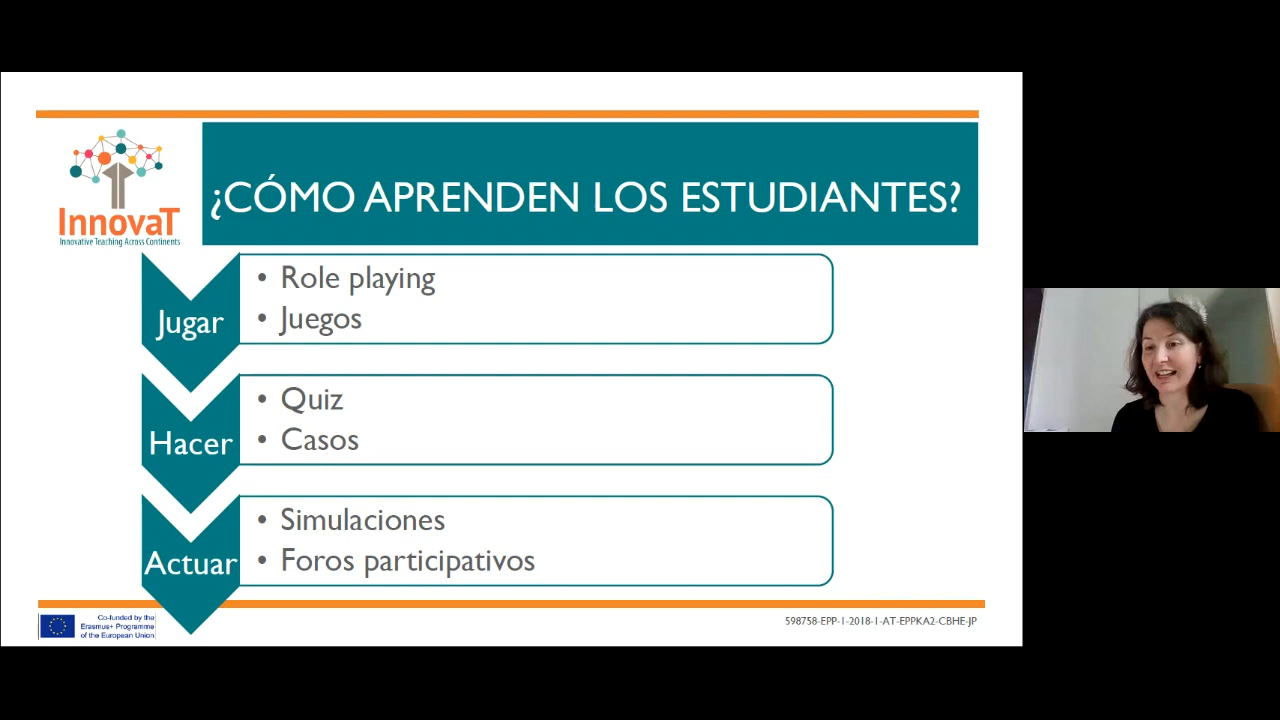 InnovaT
Innovative Teaching Across Continents
¿CÓMO APRENDEN LOS ESTUDIANTES?
Jugar
• Role playing
• Juegos
Hacer
• Quiz
• Casos
Actuar
• Simulaciones
• Foros participativos
Co-funded by the
Erasmus+ Programme
of the European Union
598758-EPP-1-2018-1-AT-EPPKA2-CBHE-JP